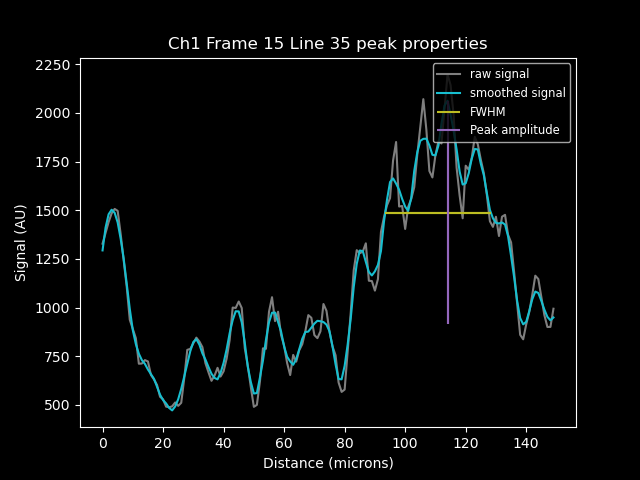 Ch1 Frame 15 Line 35 peak properties
raw signal
smoothed signal
FWHM
Peak amplitude
Signal (AU)
2250
2000
1750
1500
1250
1000
750
500
0 20 40 60 80 100 120 140
Distance (microns)